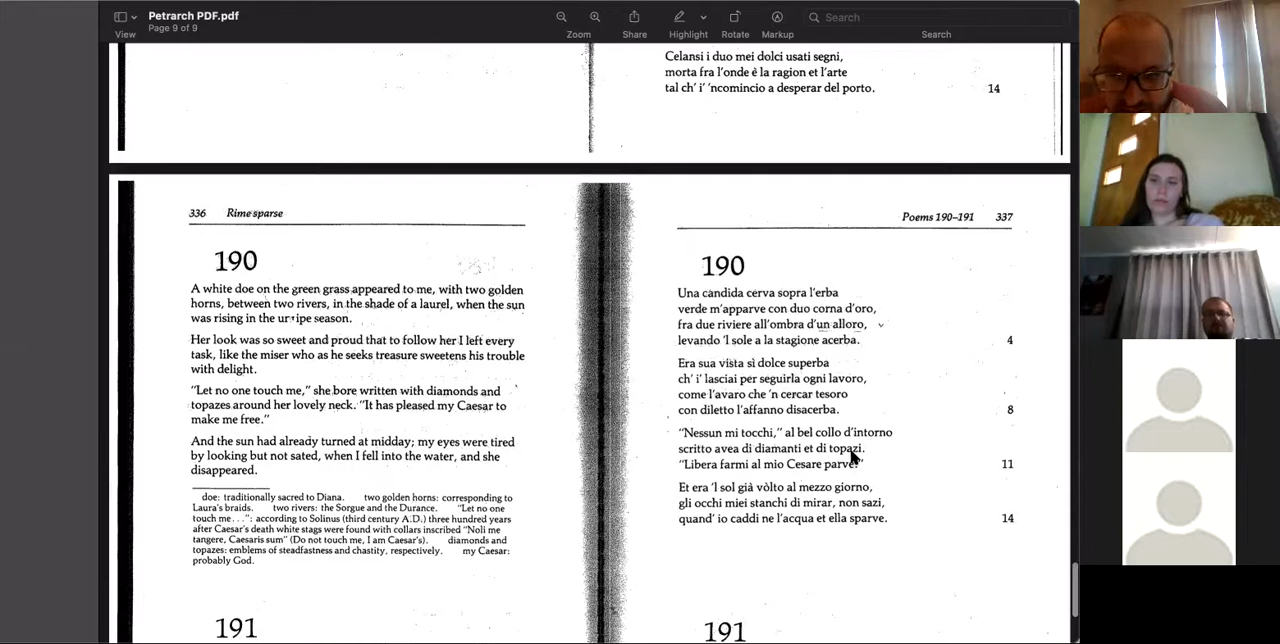 Petrarch PDF.pdf
Page 9 of 9
View
Zoom
Share
Highlight
Rotate
Markup
Search
Search
Celansi i duo mei dolci usati segni,
morta fra l'onde è la ragion et l'arte
tal ch' i' 'ncomincio a desperar del porto.
14
336 Rime sparse
190
A white doe on the green grass appeared to me, with two golden
horns, between two rivers, in the shade of a laurel, when the sun
was rising in the unripe season.
Her look was so sweet and proud that to follow her I left every
task, like the miser who as he seeks treasure sweetens his trouble
with delight.
"Let no one touch me," she bore written with diamonds and
topazes around her lovely neck. "It has pleased my Caesar to
make me free."
And the sun had already turned at midday; my eyes were tired
by looking but not sated, when I fell into the water, and she
disappeared.
doe: traditionally sacred to Diana. two golden horns: corresponding to
Laura's braids. two rivers: the Sorgue and the Durance. "Let no one
touch me . . .": according to Solinus (third century A.D.) three hundred years
after Caesar's death white stags were found with collars inscribed "Noli me
tangere, Caesaris sum" (Do not touch me, I am Caesar's). diamonds and
topazes: emblems of steadfastness and chastity, respectively. my Caesar:
probably God.
191
Poems 190–191 337
190
Una candida cerva sopra l'erba
verde m'apparve con duo corna d'oro,
fra due riviere all'ombra d'un alloro,
levando 'l sole a la stagione acerba.
4
Era sua vista sì dolce superba
ch' i' lasciai per seguirla ogni lavoro,
come l'avaro che 'n cercar tesoro
con diletto l'affanno disacerba.
8
"Nessun mi tocchi," al bel collo d'intorno
scritto avea di diamanti et di topazi.
"Libera farmi al mio Cesare parve."
11
Et era 'l sol già vòlto al mezzo giorno,
gli occhi miei stanchi di mirar, non sazi,
quand' io caddi ne l'acqua et ella sparve.
14
191